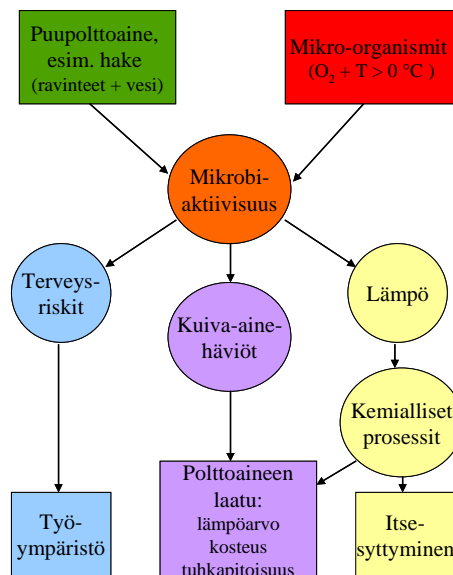 Puupolttoaine,
esim. hake
(ravinteet + vesi)
Mikro-organismit
(O₂ + T > 0 °C )
Mikrobi-
aktiivisuus
Terveys-
riskit
Kuiva-aine-
häviöt
Lämpö
Kemialliset
prosessit
Työ-
ympäristö
Polttoaineen
laatu:
lämpöarvo
kosteus
tuhkapitoisuus
Itse-
syttyminen